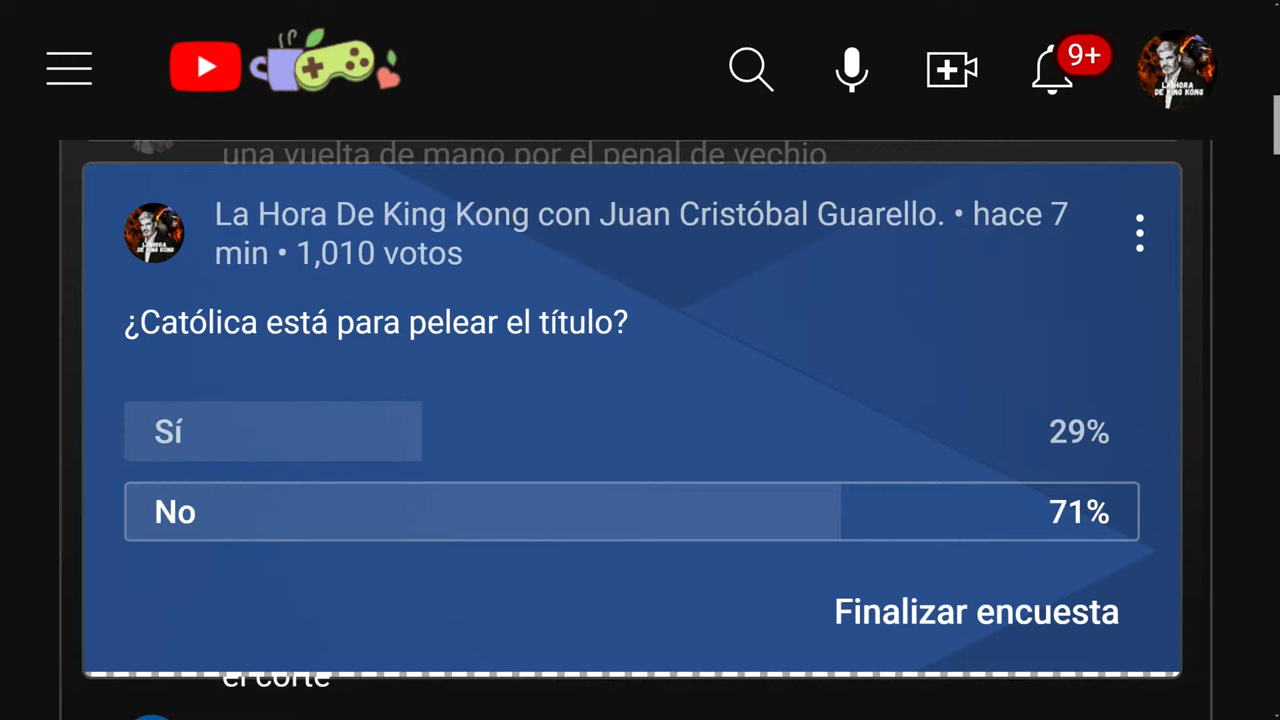 9+
una vuelta de mano por el penal de vechio
La Hora De King Kong con Juan Cristóbal Guarello. • hace 7
min • 1,010 votos
¿Católica está para pelear el título?
Sí 29%
No 71%
Finalizar encuesta
el corte